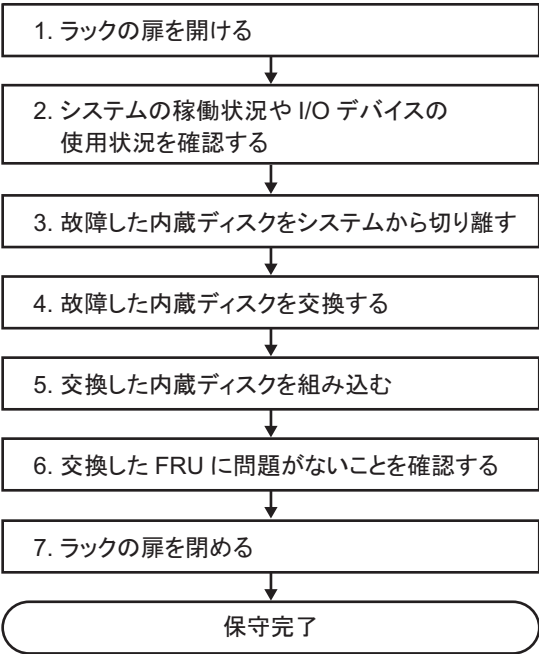 1. ラックの扉を開ける
2. システムの稼働状況や I/O デバイスの
使用状況を確認する
3. 故障した内蔵ディスクをシステムから切り離す
4. 故障した内蔵ディスクを交換する
5. 交換した内蔵ディスクを組み込む
6. 交換した FRU に問題がないことを確認する
7. ラックの扉を閉める
保守完了